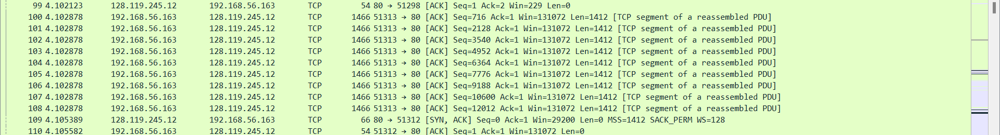 99 4.102123 128.119.245.12 192.168.56.163 TCP 54 80 → 51298 [ACK] Seq=1 Ack=2 Win=229 Len=0
100 4.102878 192.168.56.163 128.119.245.12 TCP 1466 51313 → 80 [ACK] Seq=716 Ack=1 Win=131072 Len=1412 [TCP segment of a reassembled PDU]
101 4.102878 192.168.56.163 128.119.245.12 TCP 1466 51313 → 80 [ACK] Seq=2128 Ack=1 Win=131072 Len=1412 [TCP segment of a reassembled PDU]
102 4.102878 192.168.56.163 128.119.245.12 TCP 1466 51313 → 80 [ACK] Seq=3540 Ack=1 Win=131072 Len=1412 [TCP segment of a reassembled PDU]
103 4.102878 192.168.56.163 128.119.245.12 TCP 1466 51313 → 80 [ACK] Seq=4952 Ack=1 Win=131072 Len=1412 [TCP segment of a reassembled PDU]
104 4.102878 192.168.56.163 128.119.245.12 TCP 1466 51313 → 80 [ACK] Seq=6364 Ack=1 Win=131072 Len=1412 [TCP segment of a reassembled PDU]
105 4.102878 192.168.56.163 128.119.245.12 TCP 1466 51313 → 80 [ACK] Seq=7776 Ack=1 Win=131072 Len=1412 [TCP segment of a reassembled PDU]
106 4.102878 192.168.56.163 128.119.245.12 TCP 1466 51313 → 80 [ACK] Seq=9188 Ack=1 Win=131072 Len=1412 [TCP segment of a reassembled PDU]
107 4.102878 192.168.56.163 128.119.245.12 TCP 1466 51313 → 80 [ACK] Seq=10600 Ack=1 Win=131072 Len=1412 [TCP segment of a reassembled PDU]
108 4.102878 192.168.56.163 128.119.245.12 TCP 1466 51313 → 80 [ACK] Seq=12012 Ack=1 Win=131072 Len=1412 [TCP segment of a reassembled PDU]
109 4.105389 128.119.245.12 192.168.56.163 TCP 66 80 → 51312 [SYN, ACK] Seq=0 Ack=1 Win=29200 Len=0 MSS=1412 SACK_PERM WS=128
110 4.105582 192.168.56.163 128.119.245.12 TCP 54 51312 → 80 [ACK] Seq=1 Ack=1 Win=131072 Len=0